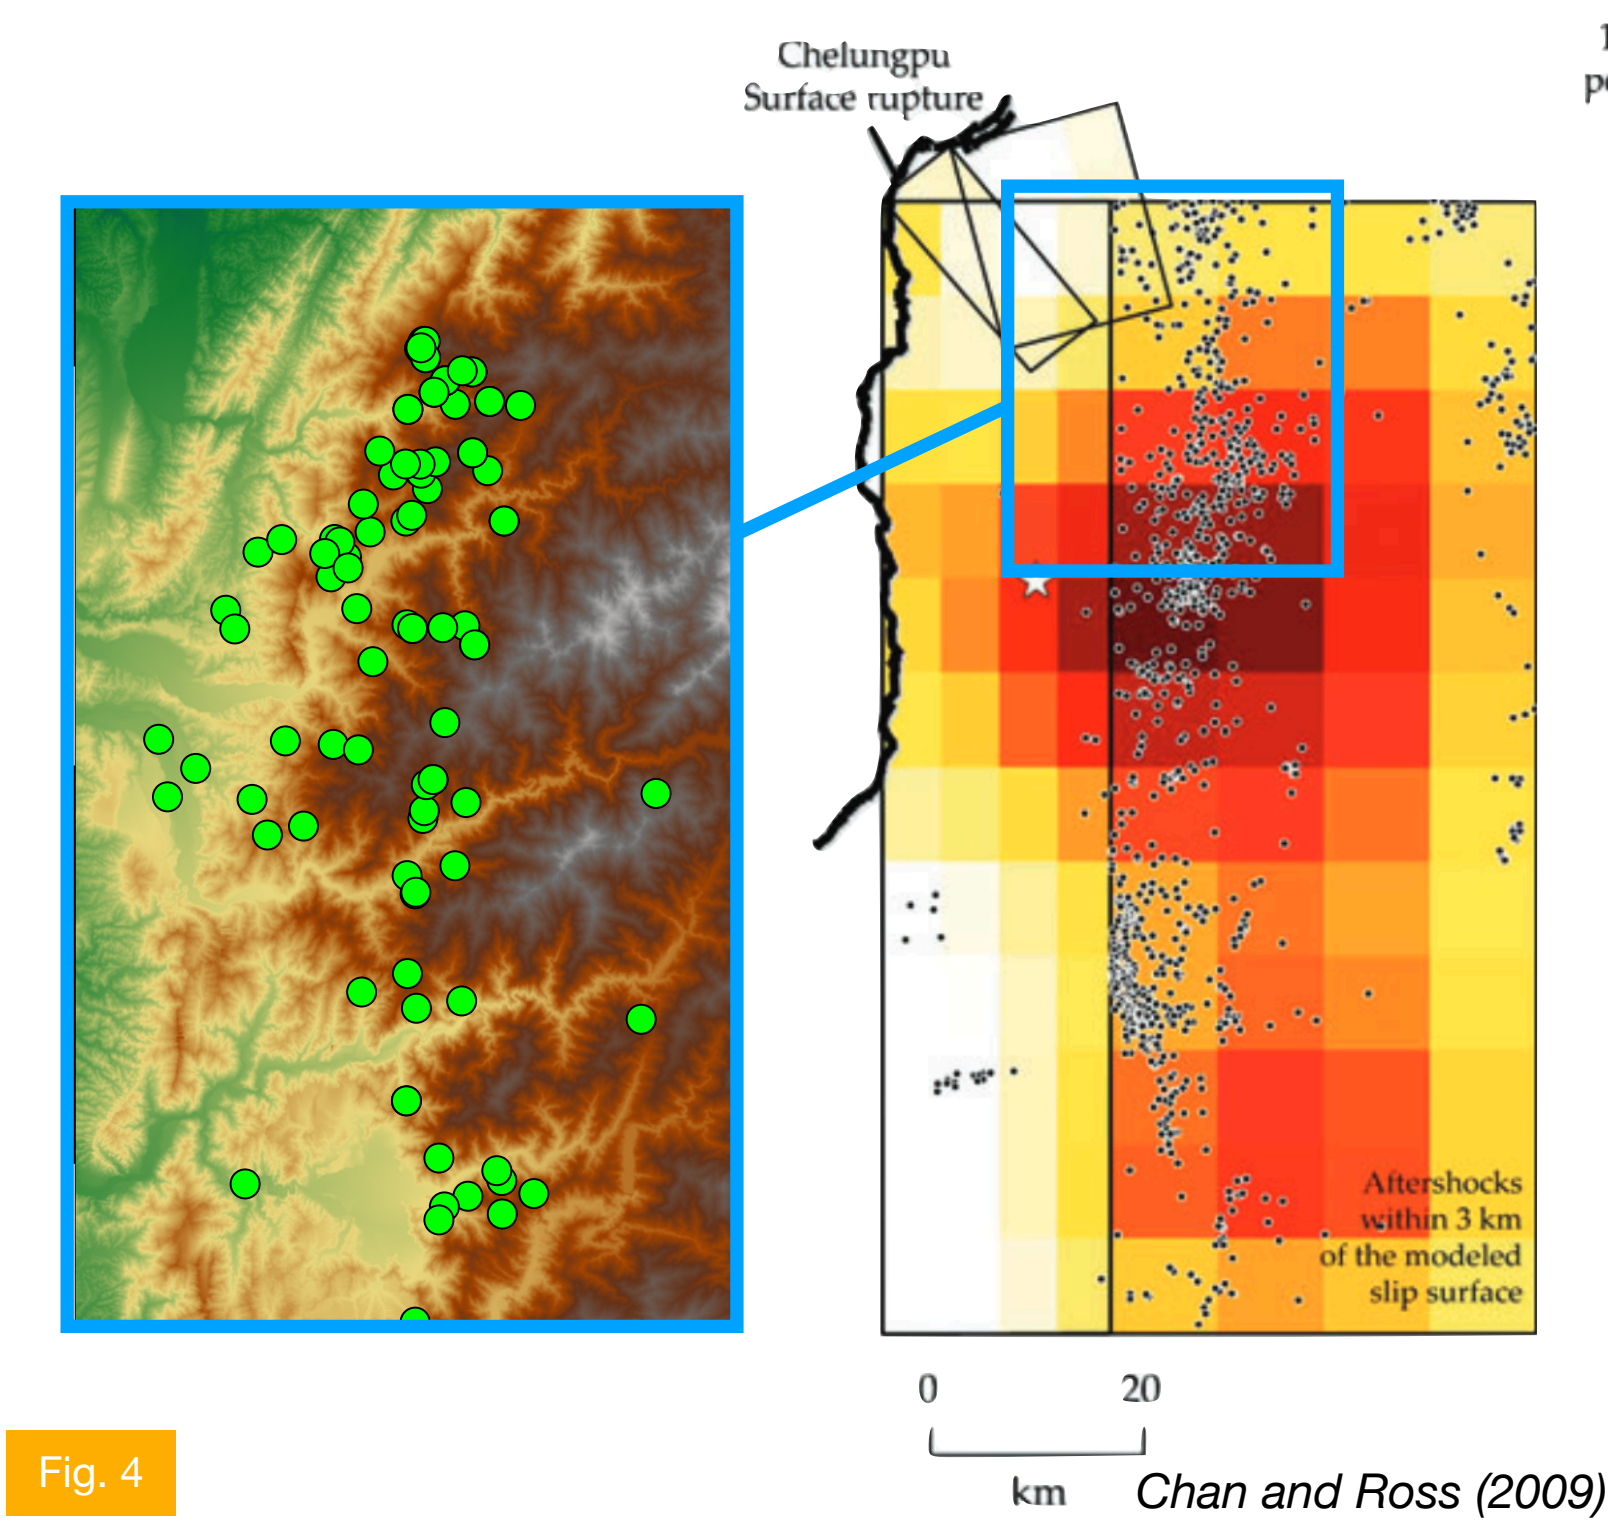 Chelungpu
Surface rupture
Aftershocks
within 3 km
of the modeled
slip surface
0 20
km
Fig. 4
Chan and Ross (2009)